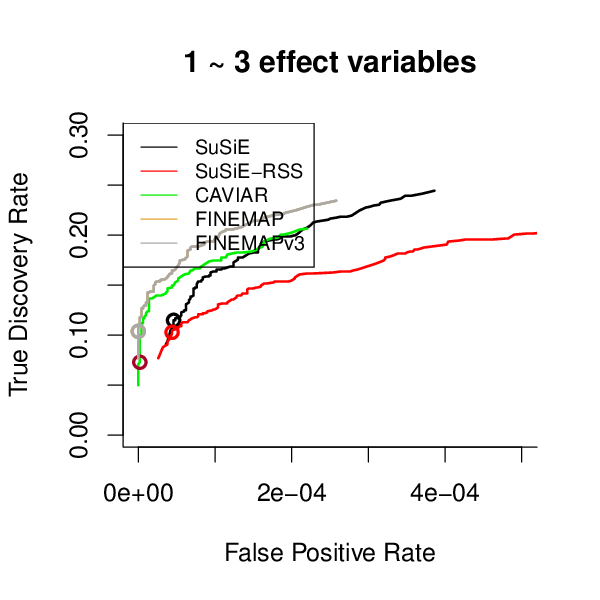 1 ~ 3 effect variables
True Discovery Rate
0.30
0.20
0.10
0.00
SuSiE
SuSiE−RSS
CAVIAR
FINEMAP
FINEMAPv3
0e+00 2e−04 4e−04
False Positive Rate